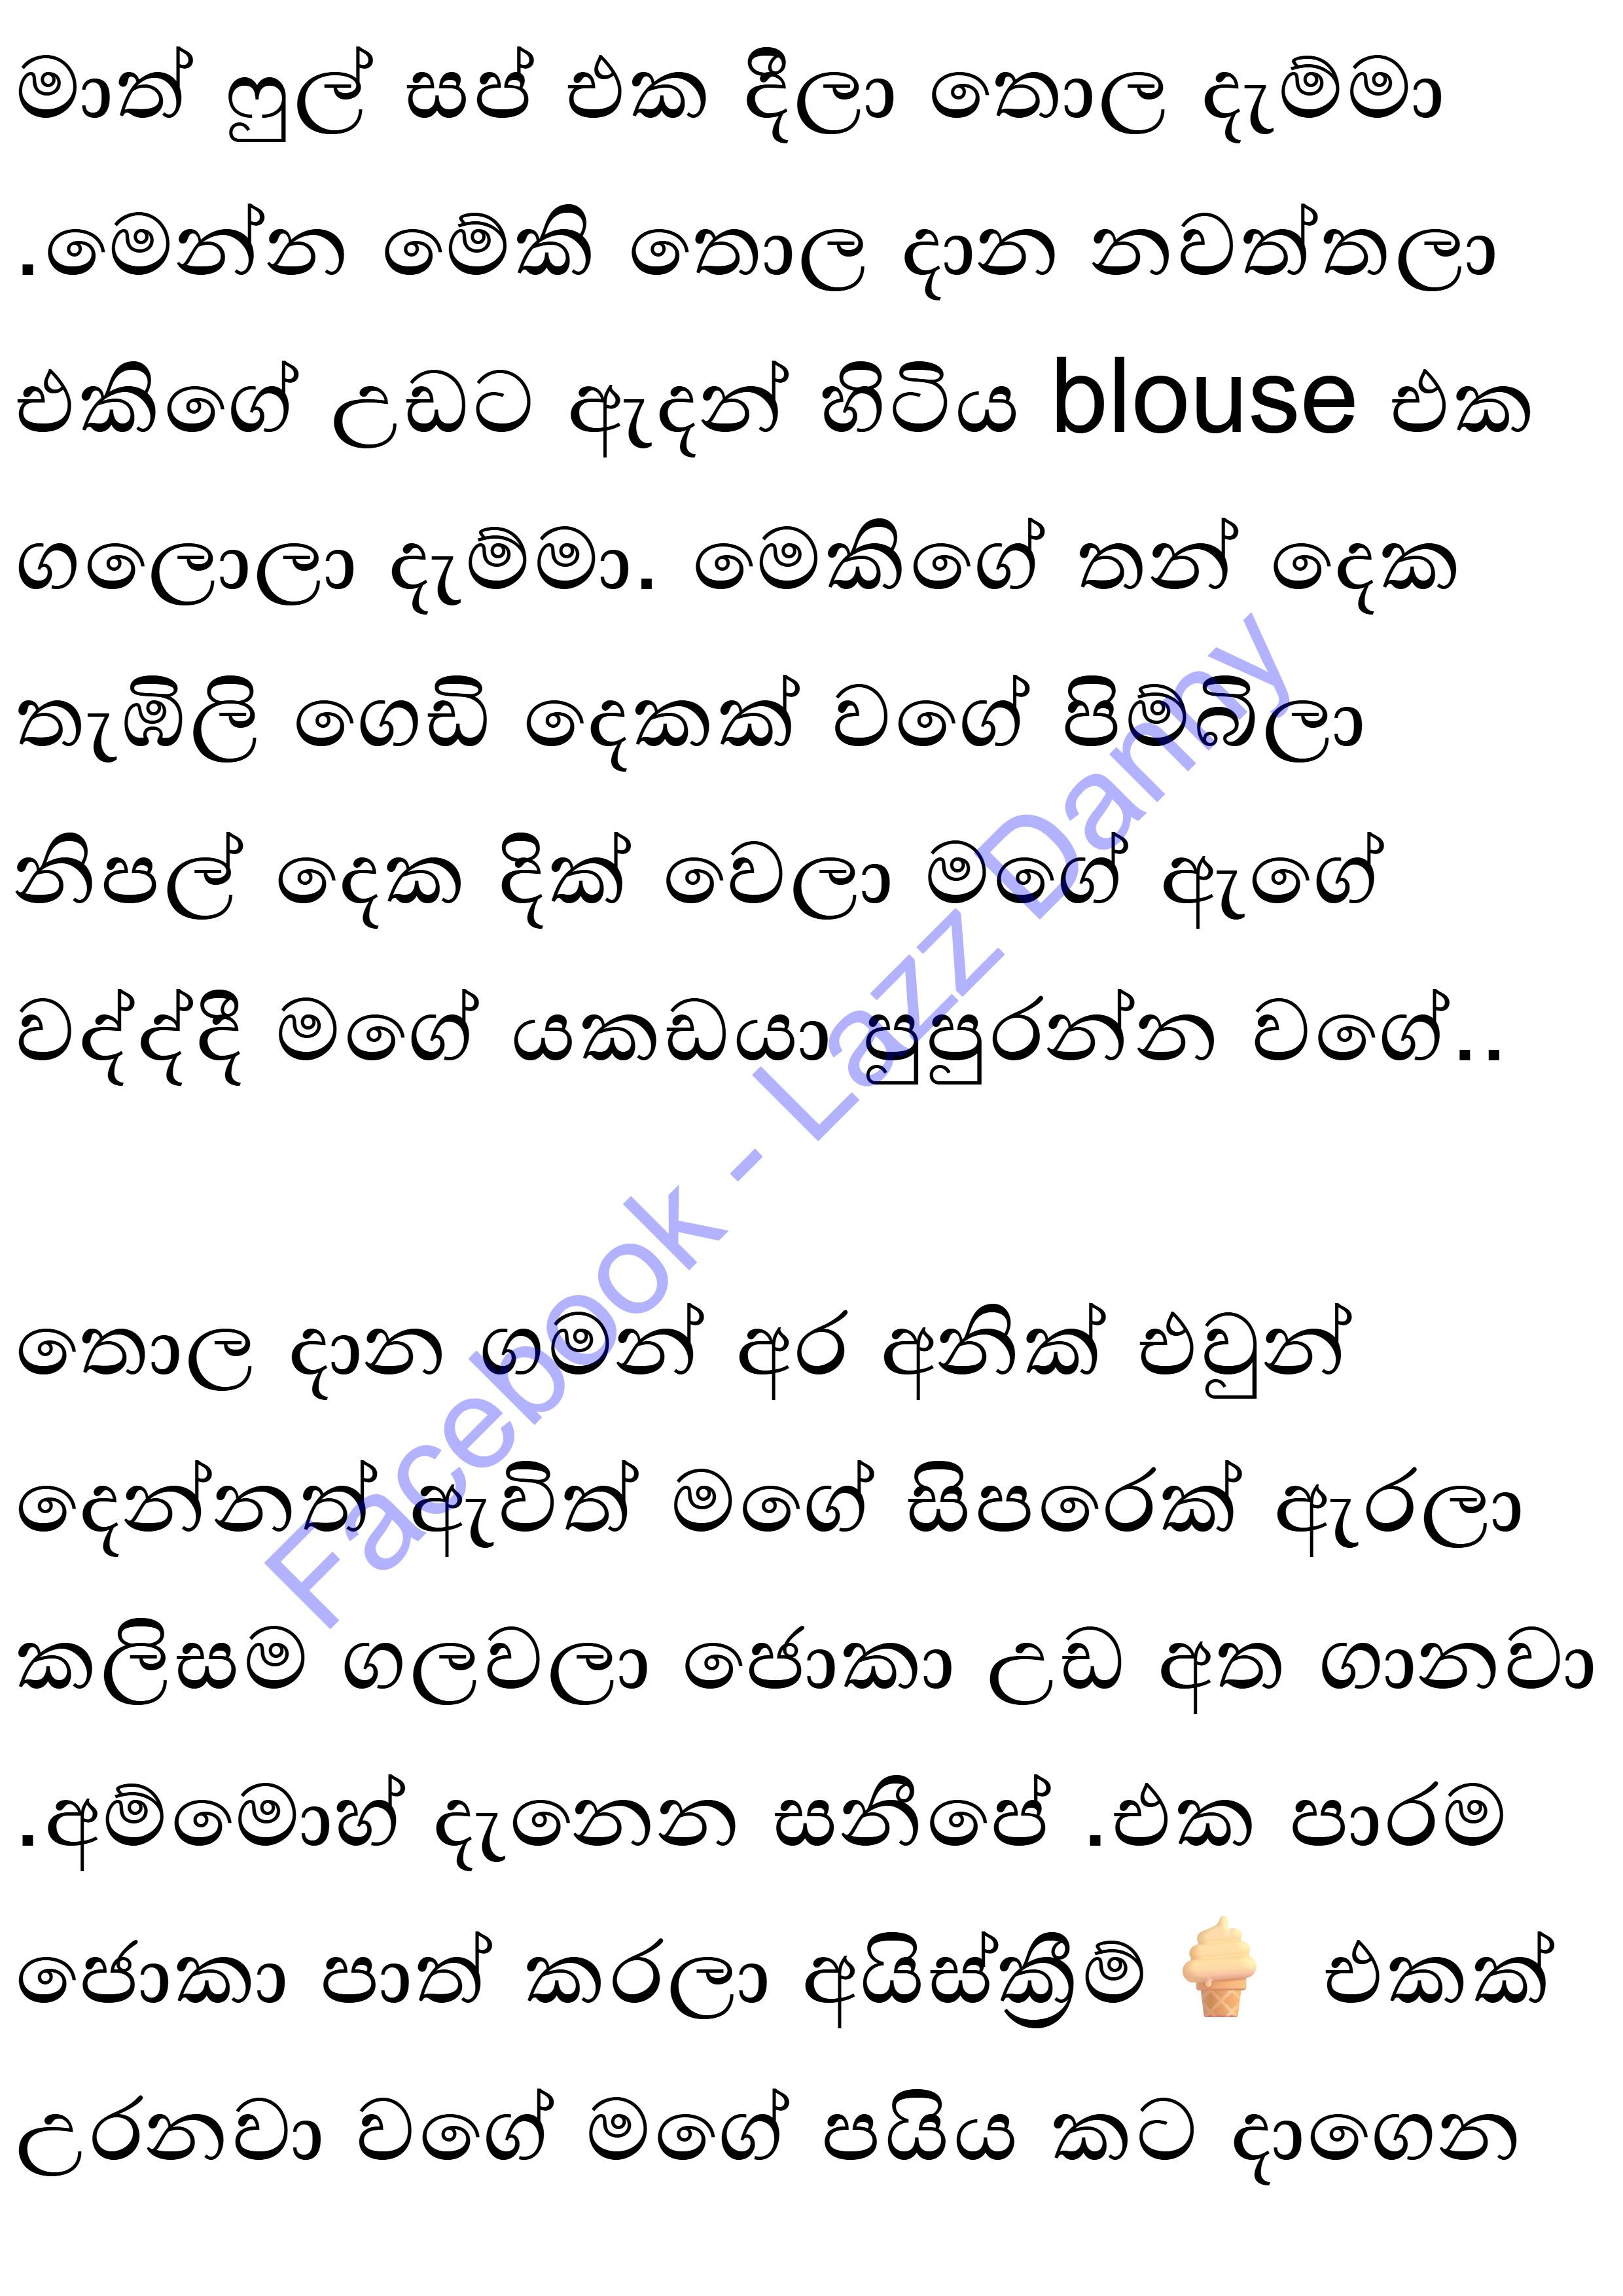 මාත් ෆුල් සප් එක දීලා තොල දැම්මා
.මෙන්න මේකි තොල දාන නවත්තලා
එකිගේ උඩට ඇදන් හිටිය blouse එක
ගලොලා දැම්මා. මෙකිගේ තන් දෙක
තැඹිලි ගෙඩි දෙකක් වගේ පිම්බිලා
නිපල් දෙක දික් වෙලා මගේ ඇගේ
වද්ද්දී මගේ යකඩයා පුපුරන්න වගේ..
තොල දාන ගමන් අර අනික් එවුන්
දෙන්නත් ඇවිත් මගේ සිපරෙක් ඇරලා
කලිසම ගලවලා ජොකා උඩ අත ගානවා
.අම්මොහ් දැනෙන සනීපේ .එක පාරම
ජොකා පාත් කරලා අයිස්ක්‍රීම් 🍦 එකක්
උරනවා වගේ මගේ පයිය කට දාගෙන
Facebook - Lazz Danny